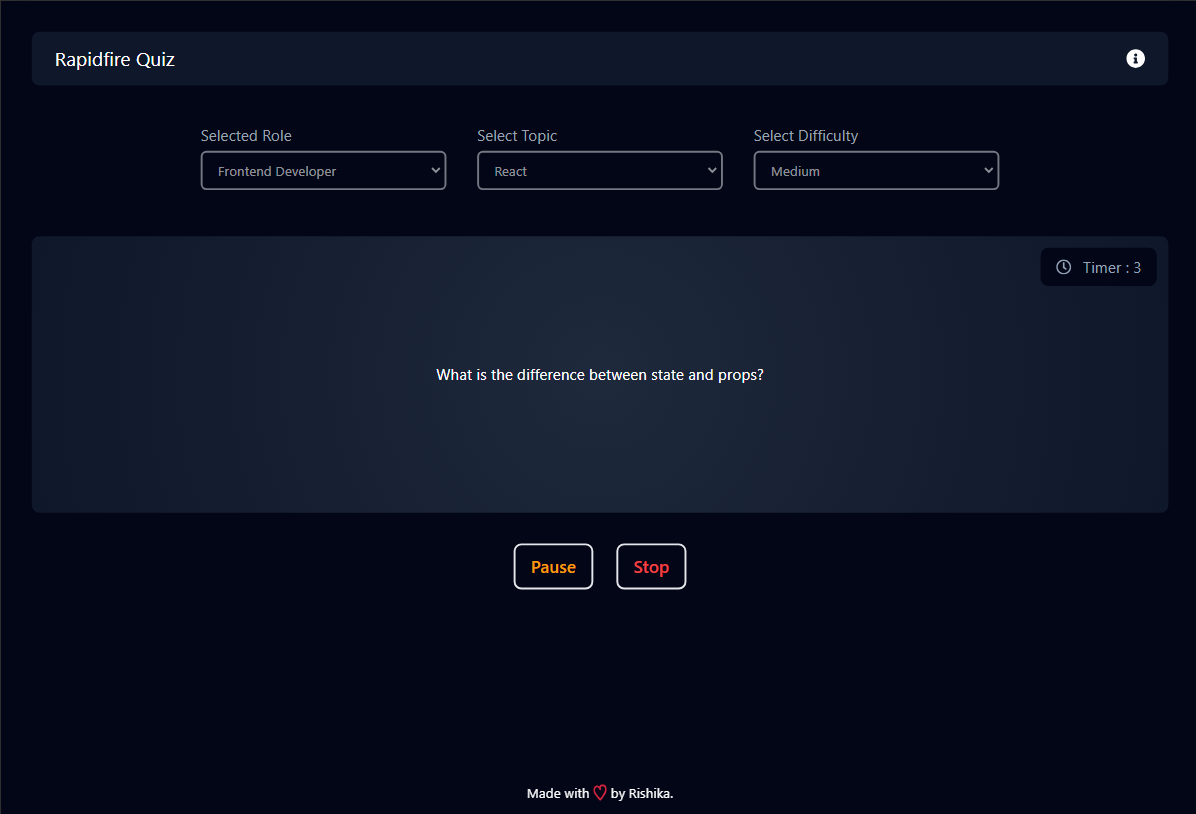 Rapidfire Quiz
Selected Role
Select Topic
Select Difficulty
Frontend Developer
React
Medium
Timer : 3
What is the difference between state and props?
Pause
Stop
Made with by Rishika.